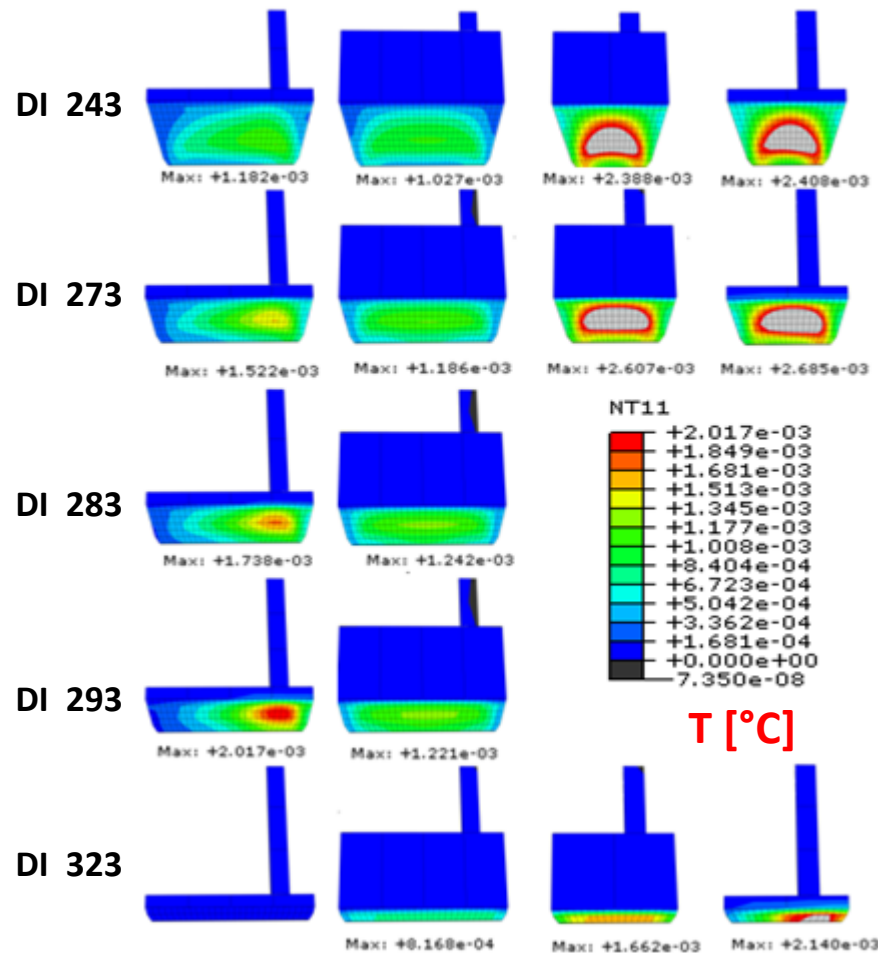 DI 243
Max: +1.182e-03 Max: +1.027e-03 Max: +2.388e-03 Max: +2.408e-03
DI 273
Max: +1.522e-03 Max: +1.186e-03 Max: +2.607e-03 Max: +2.685e-03
DI 283
Max: +1.738e-03 Max: +1.242e-03
NT11
+2.017e-03
+1.849e-03
+1.681e-03
+1.513e-03
+1.345e-03
+1.177e-03
+1.008e-03
+8.404e-04
+6.723e-04
+5.042e-04
+3.362e-04
+1.681e-04
+0.000e+00
-7.350e-08
T [°C]
DI 293
Max: +2.017e-03 Max: +1.221e-03
DI 323
Max: +8.168e-04 Max: +1.662e-03 Max: +2.140e-03